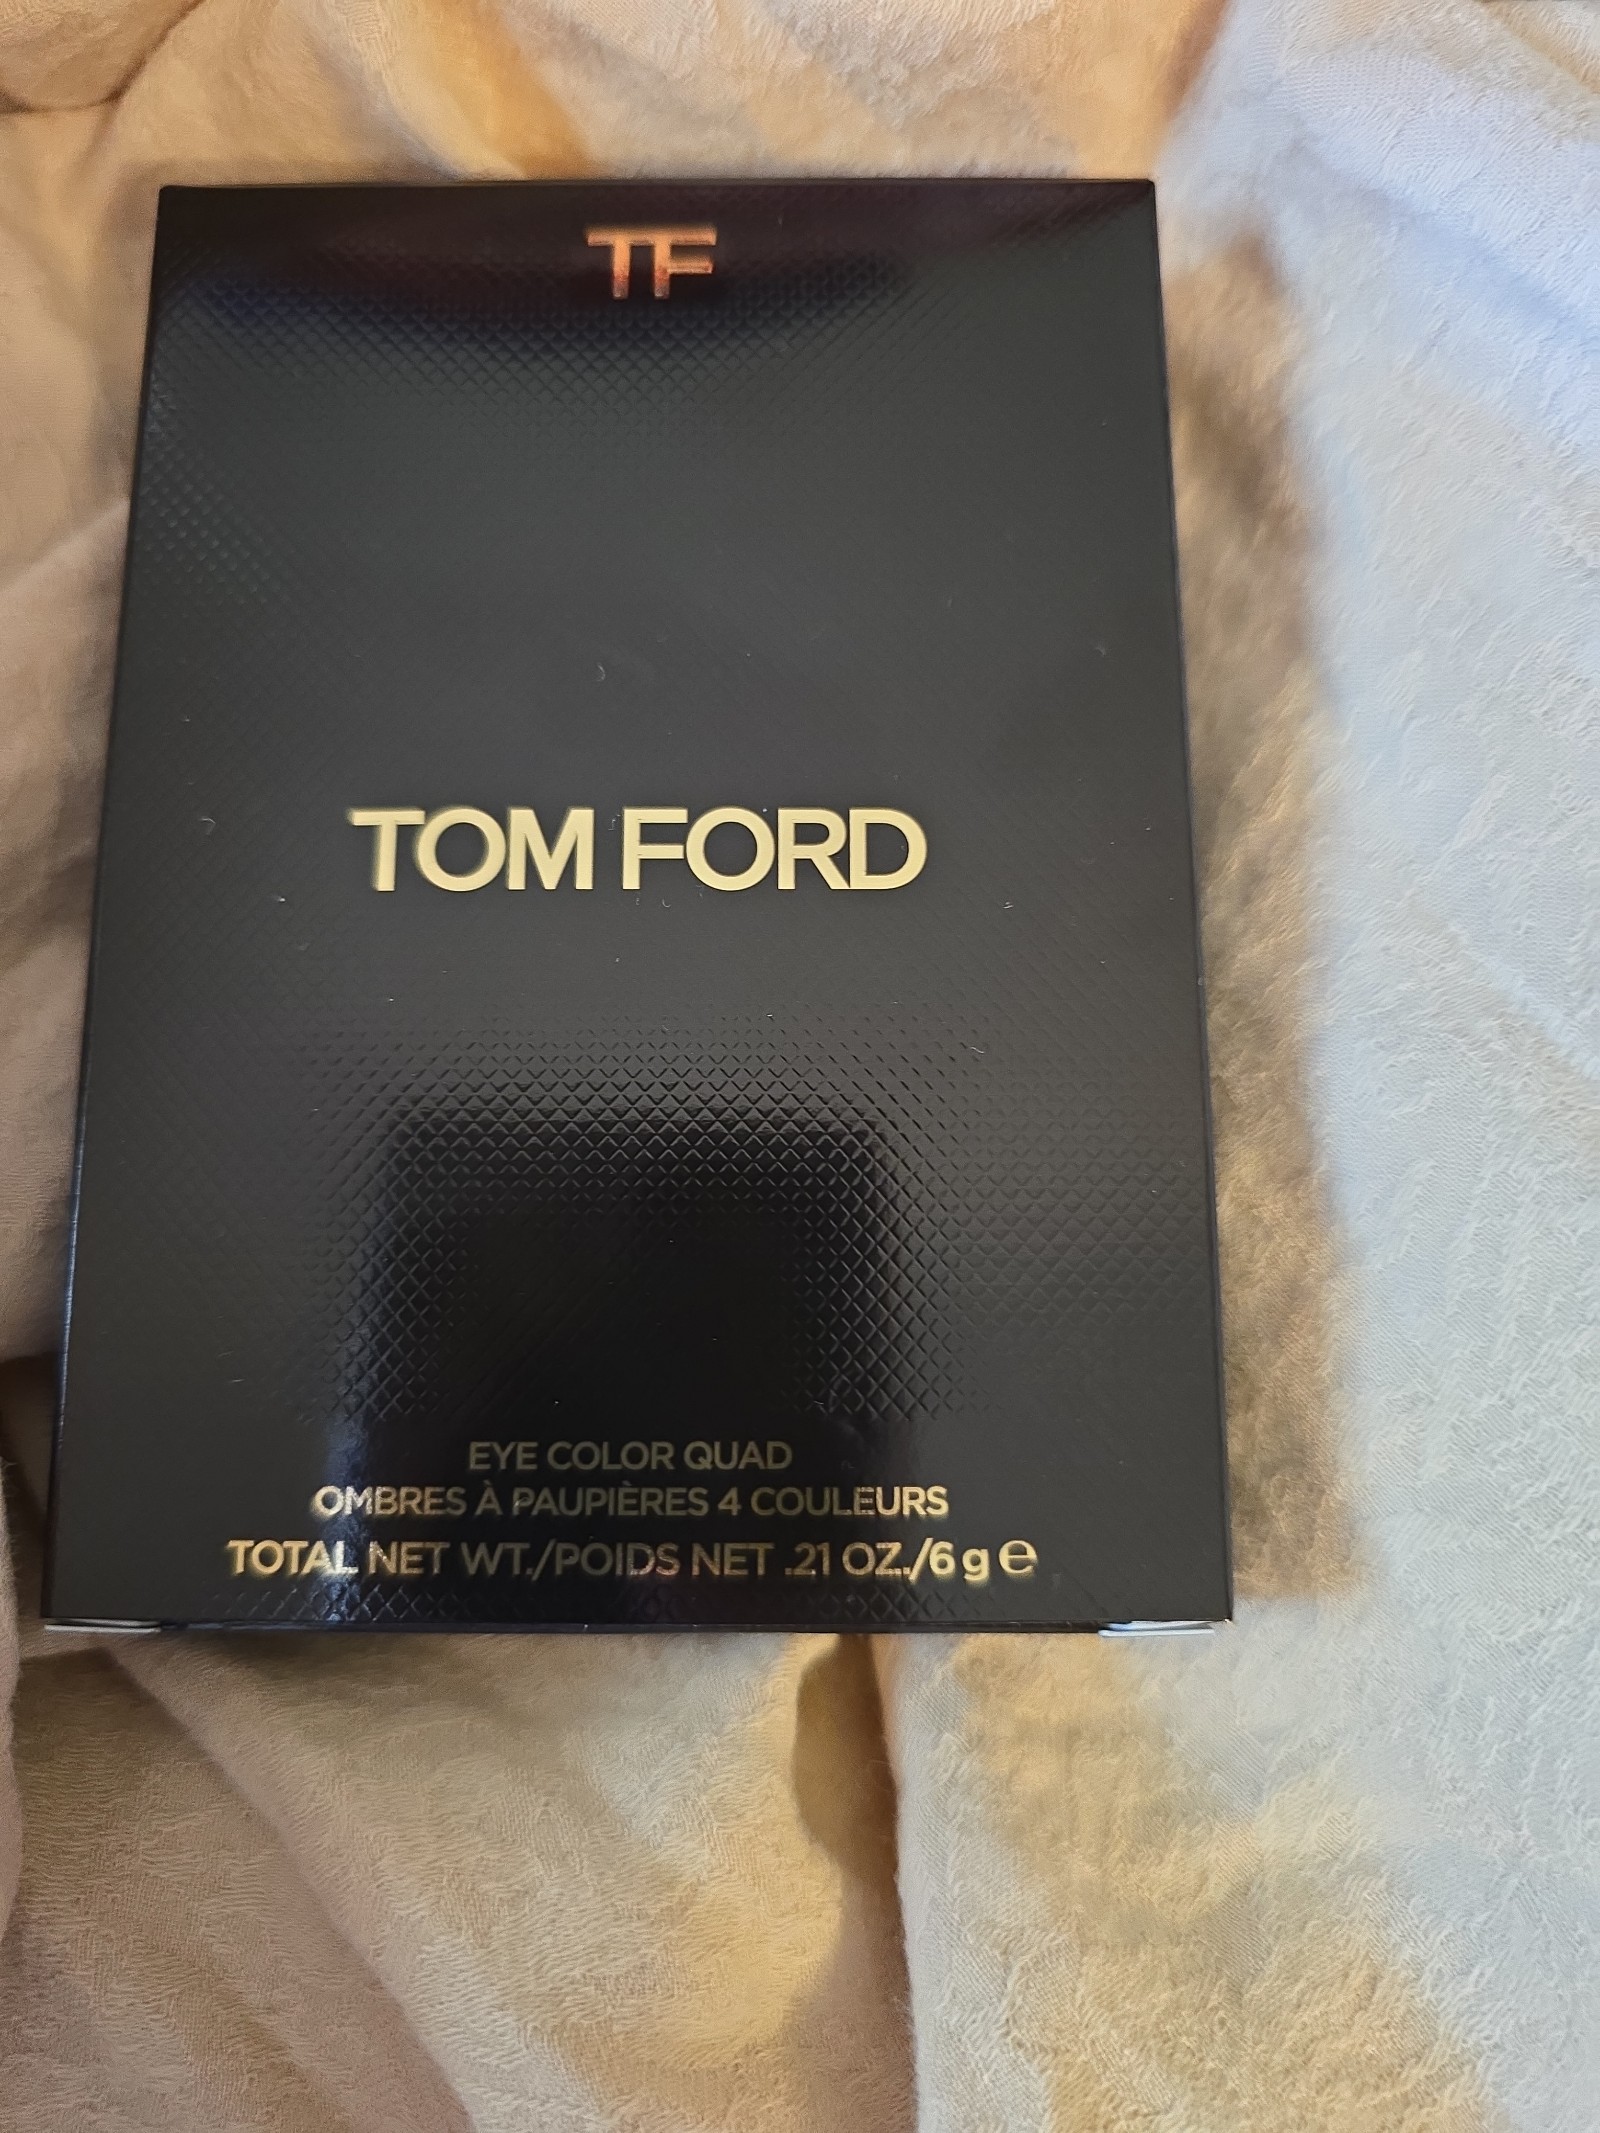 TF
TOM FORD
EYE COLOR QUAD
OMBRES À PAUPIÈRES 4 COULEURS
TOTAL NET WT./POIDS NET .21 OZ./6 g ℮